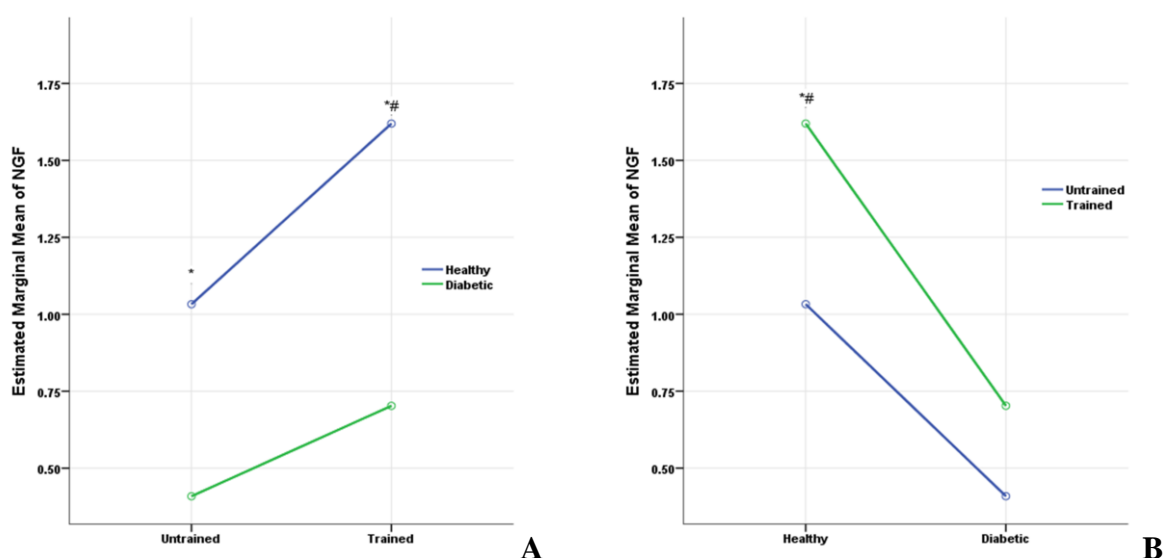 Estimated Marginal Mean of NGF
1.75
1.50
1.25
1.00
0.75
0.50
*
*#
Healthy
Diabetic
Untrained
Trained
A
Estimated Marginal Mean of NGF
1.75
1.50
1.25
1.00
0.75
0.50
*#
Untrained
Trained
Healthy
Diabetic
B